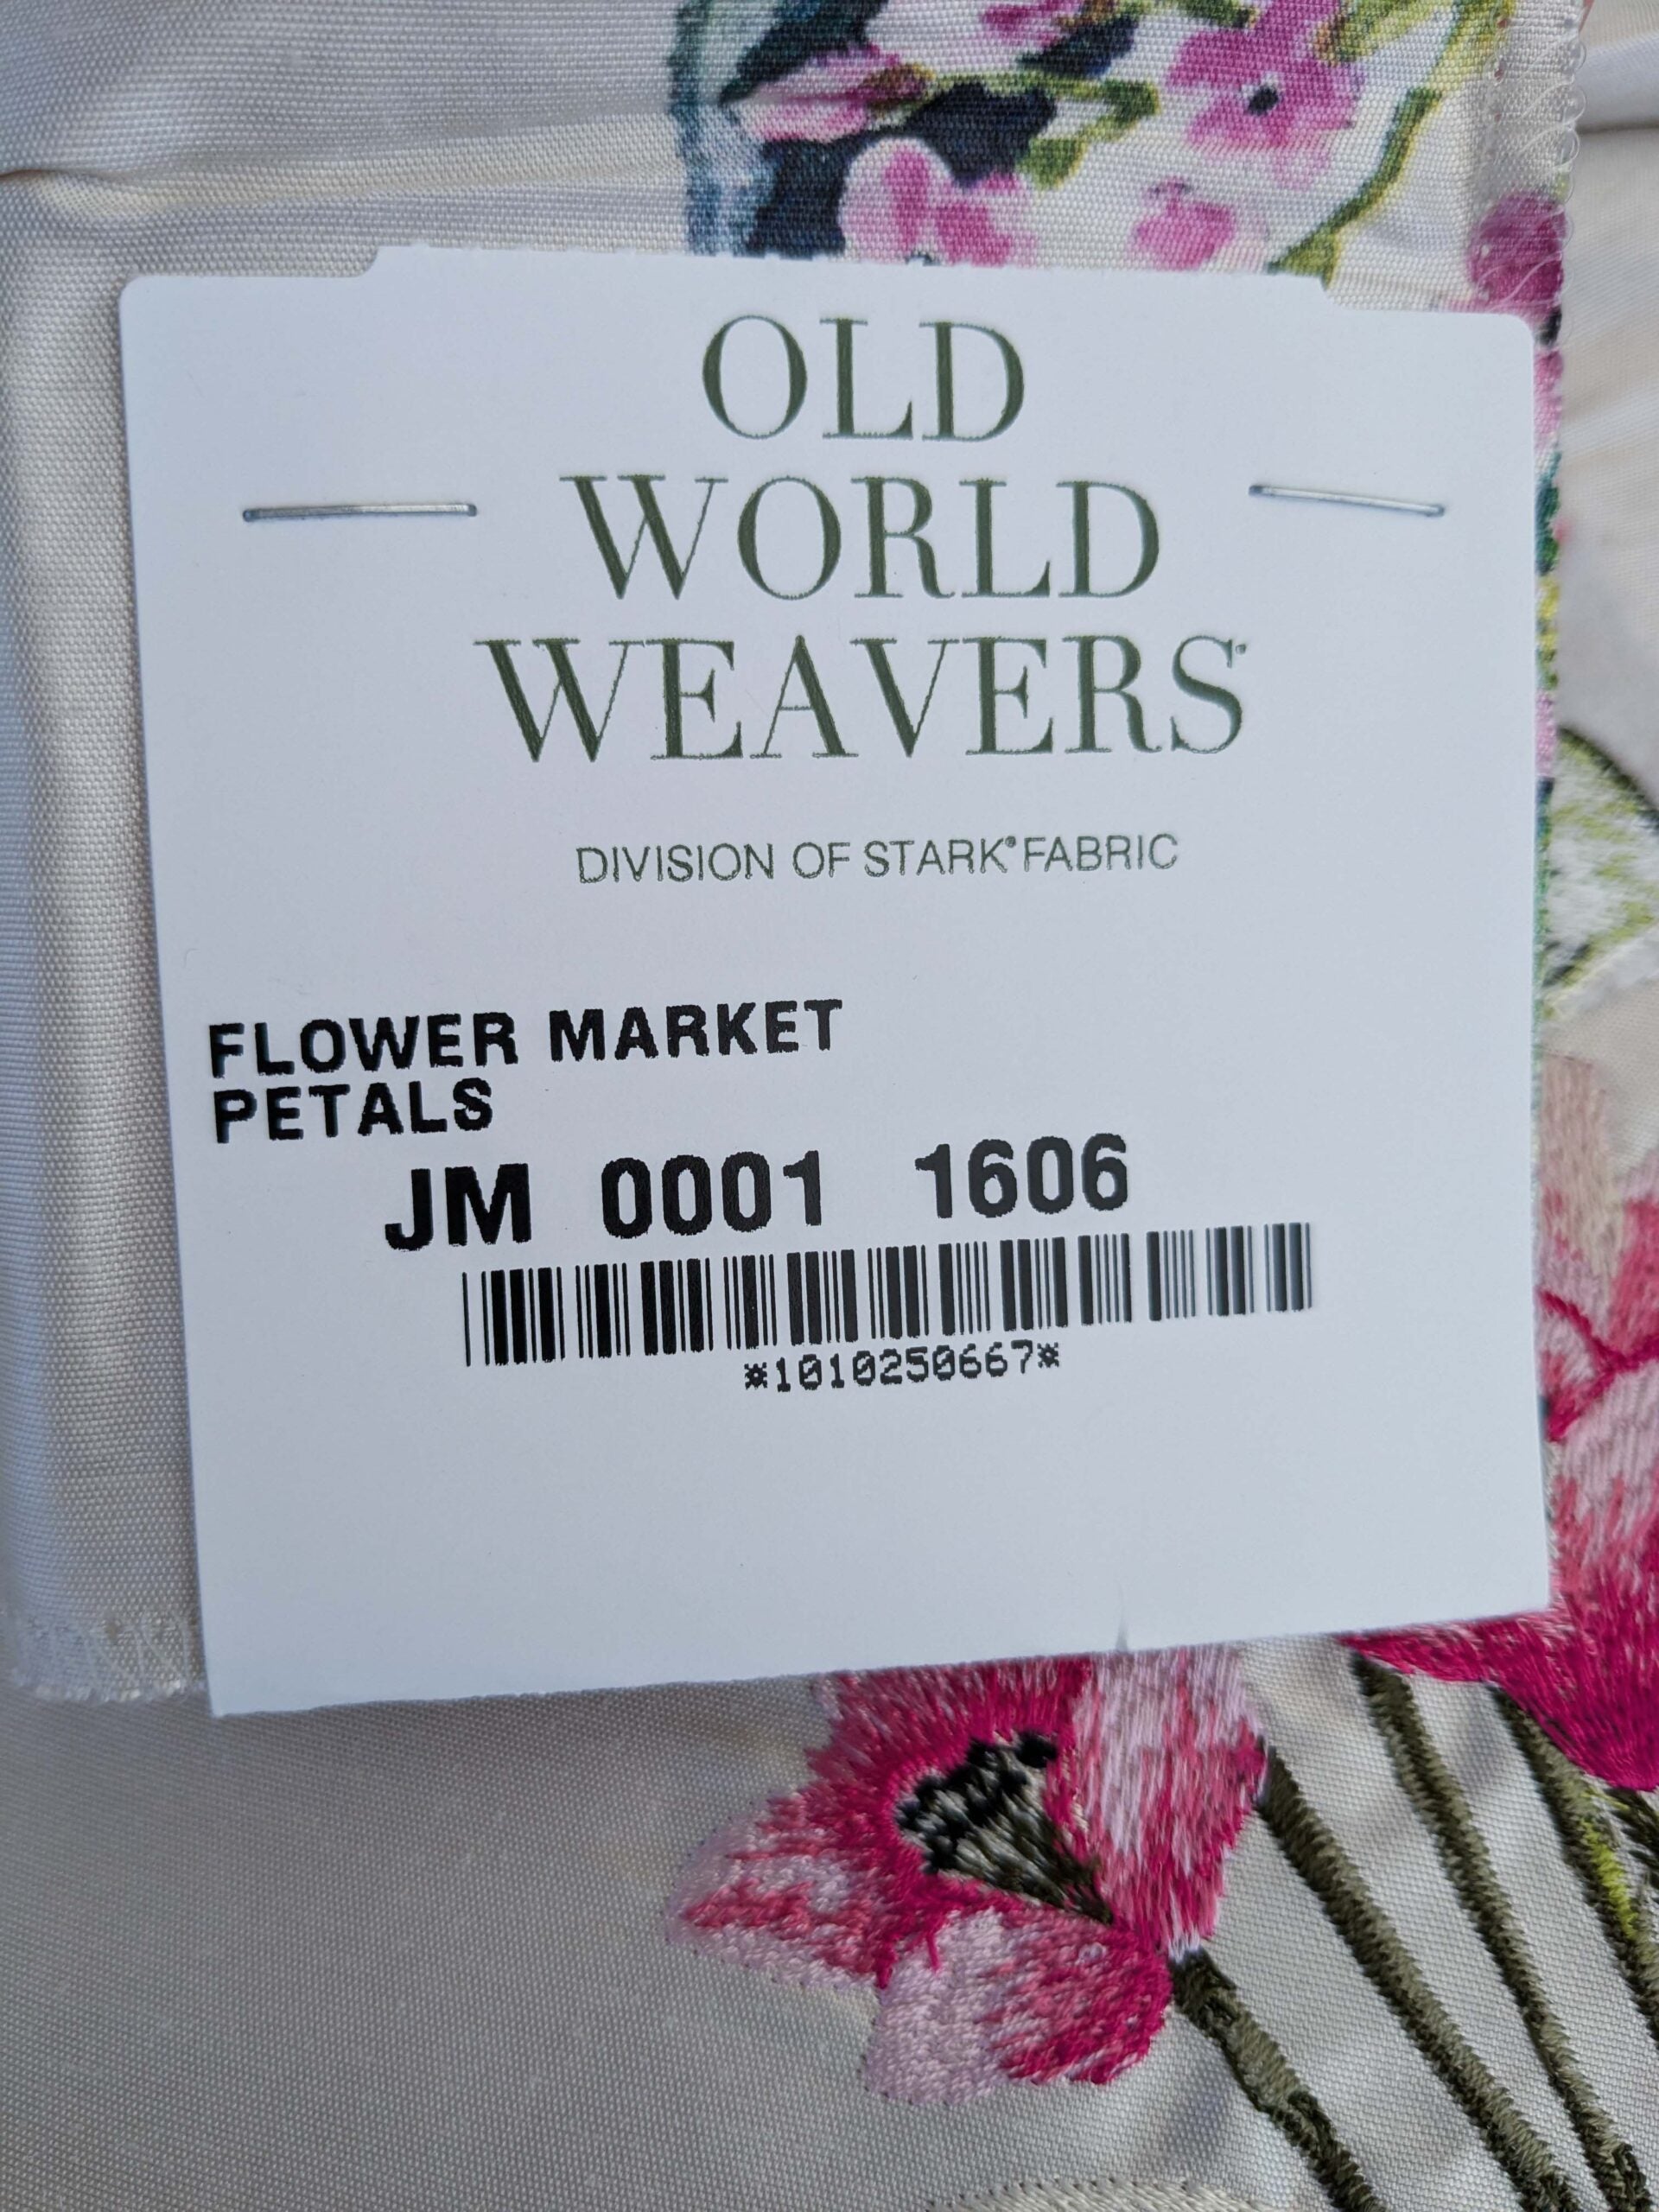 OLD
WORLD
WEAVERS
DIVISION OF STARK® FABRIC
FLOWER MARKET
PETALS
JM 0001 1606
*1010250667*